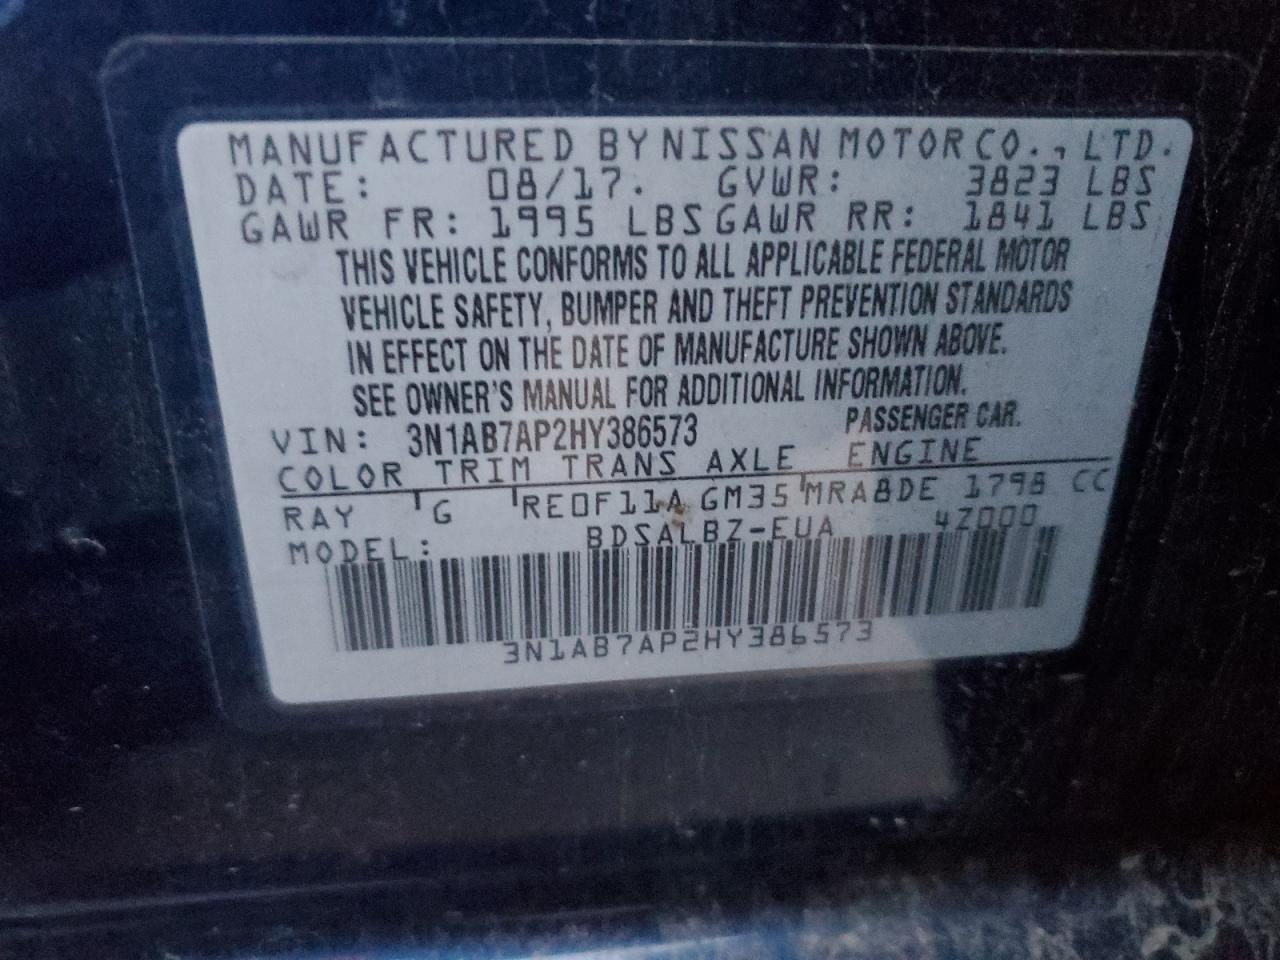 MANUFACTURED BY NISSAN MOTOR CO., LTD.
DATE: 08/17. GVWR: 3823 LBS
GAWR FR: 1995 LBS GAWR RR: 1841 LBS
THIS VEHICLE CONFORMS TO ALL APPLICABLE FEDERAL MOTOR
VEHICLE SAFETY, BUMPER AND THEFT PREVENTION STANDARDS
IN EFFECT ON THE DATE OF MANUFACTURE SHOWN ABOVE.
SEE OWNER'S MANUAL FOR ADDITIONAL INFORMATION.
VIN: 3N1AB7AP2HY386573 PASSENGER CAR.
COLOR TRIM TRANS AXLE ENGINE
RAY G RE0F11A GM35 MRA8DE 1798 CC
MODEL: BDSALBZ-EUA 4Z000
3N1AB7AP2HY386573